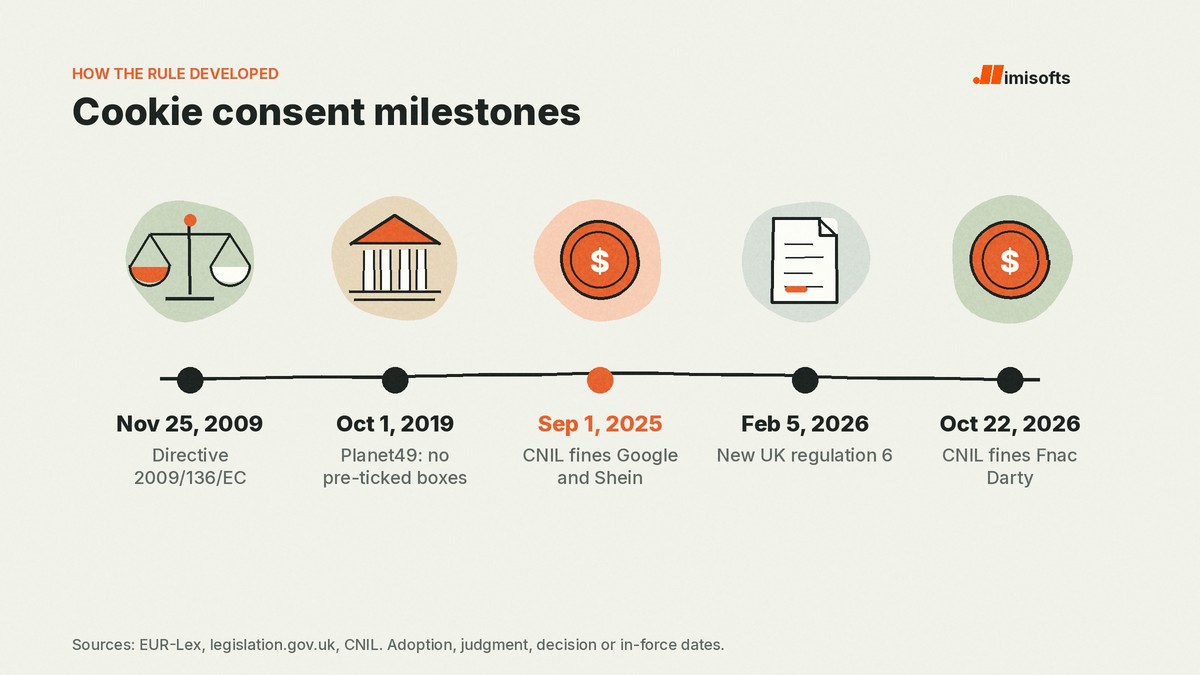 HOW THE RULE DEVELOPED
imisofts
Cookie consent milestones
$
$
Nov 25, 2009
Directive
2009/136/EC
Oct 1, 2019
Planet49: no
pre-ticked boxes
Sep 1, 2025
CNIL fines Google
and Shein
Feb 5, 2026
New UK regulation 6
Oct 22, 2026
CNIL fines Fnac
Darty
Sources: EUR-Lex, legislation.gov.uk, CNIL. Adoption, judgment, decision or in-force dates.